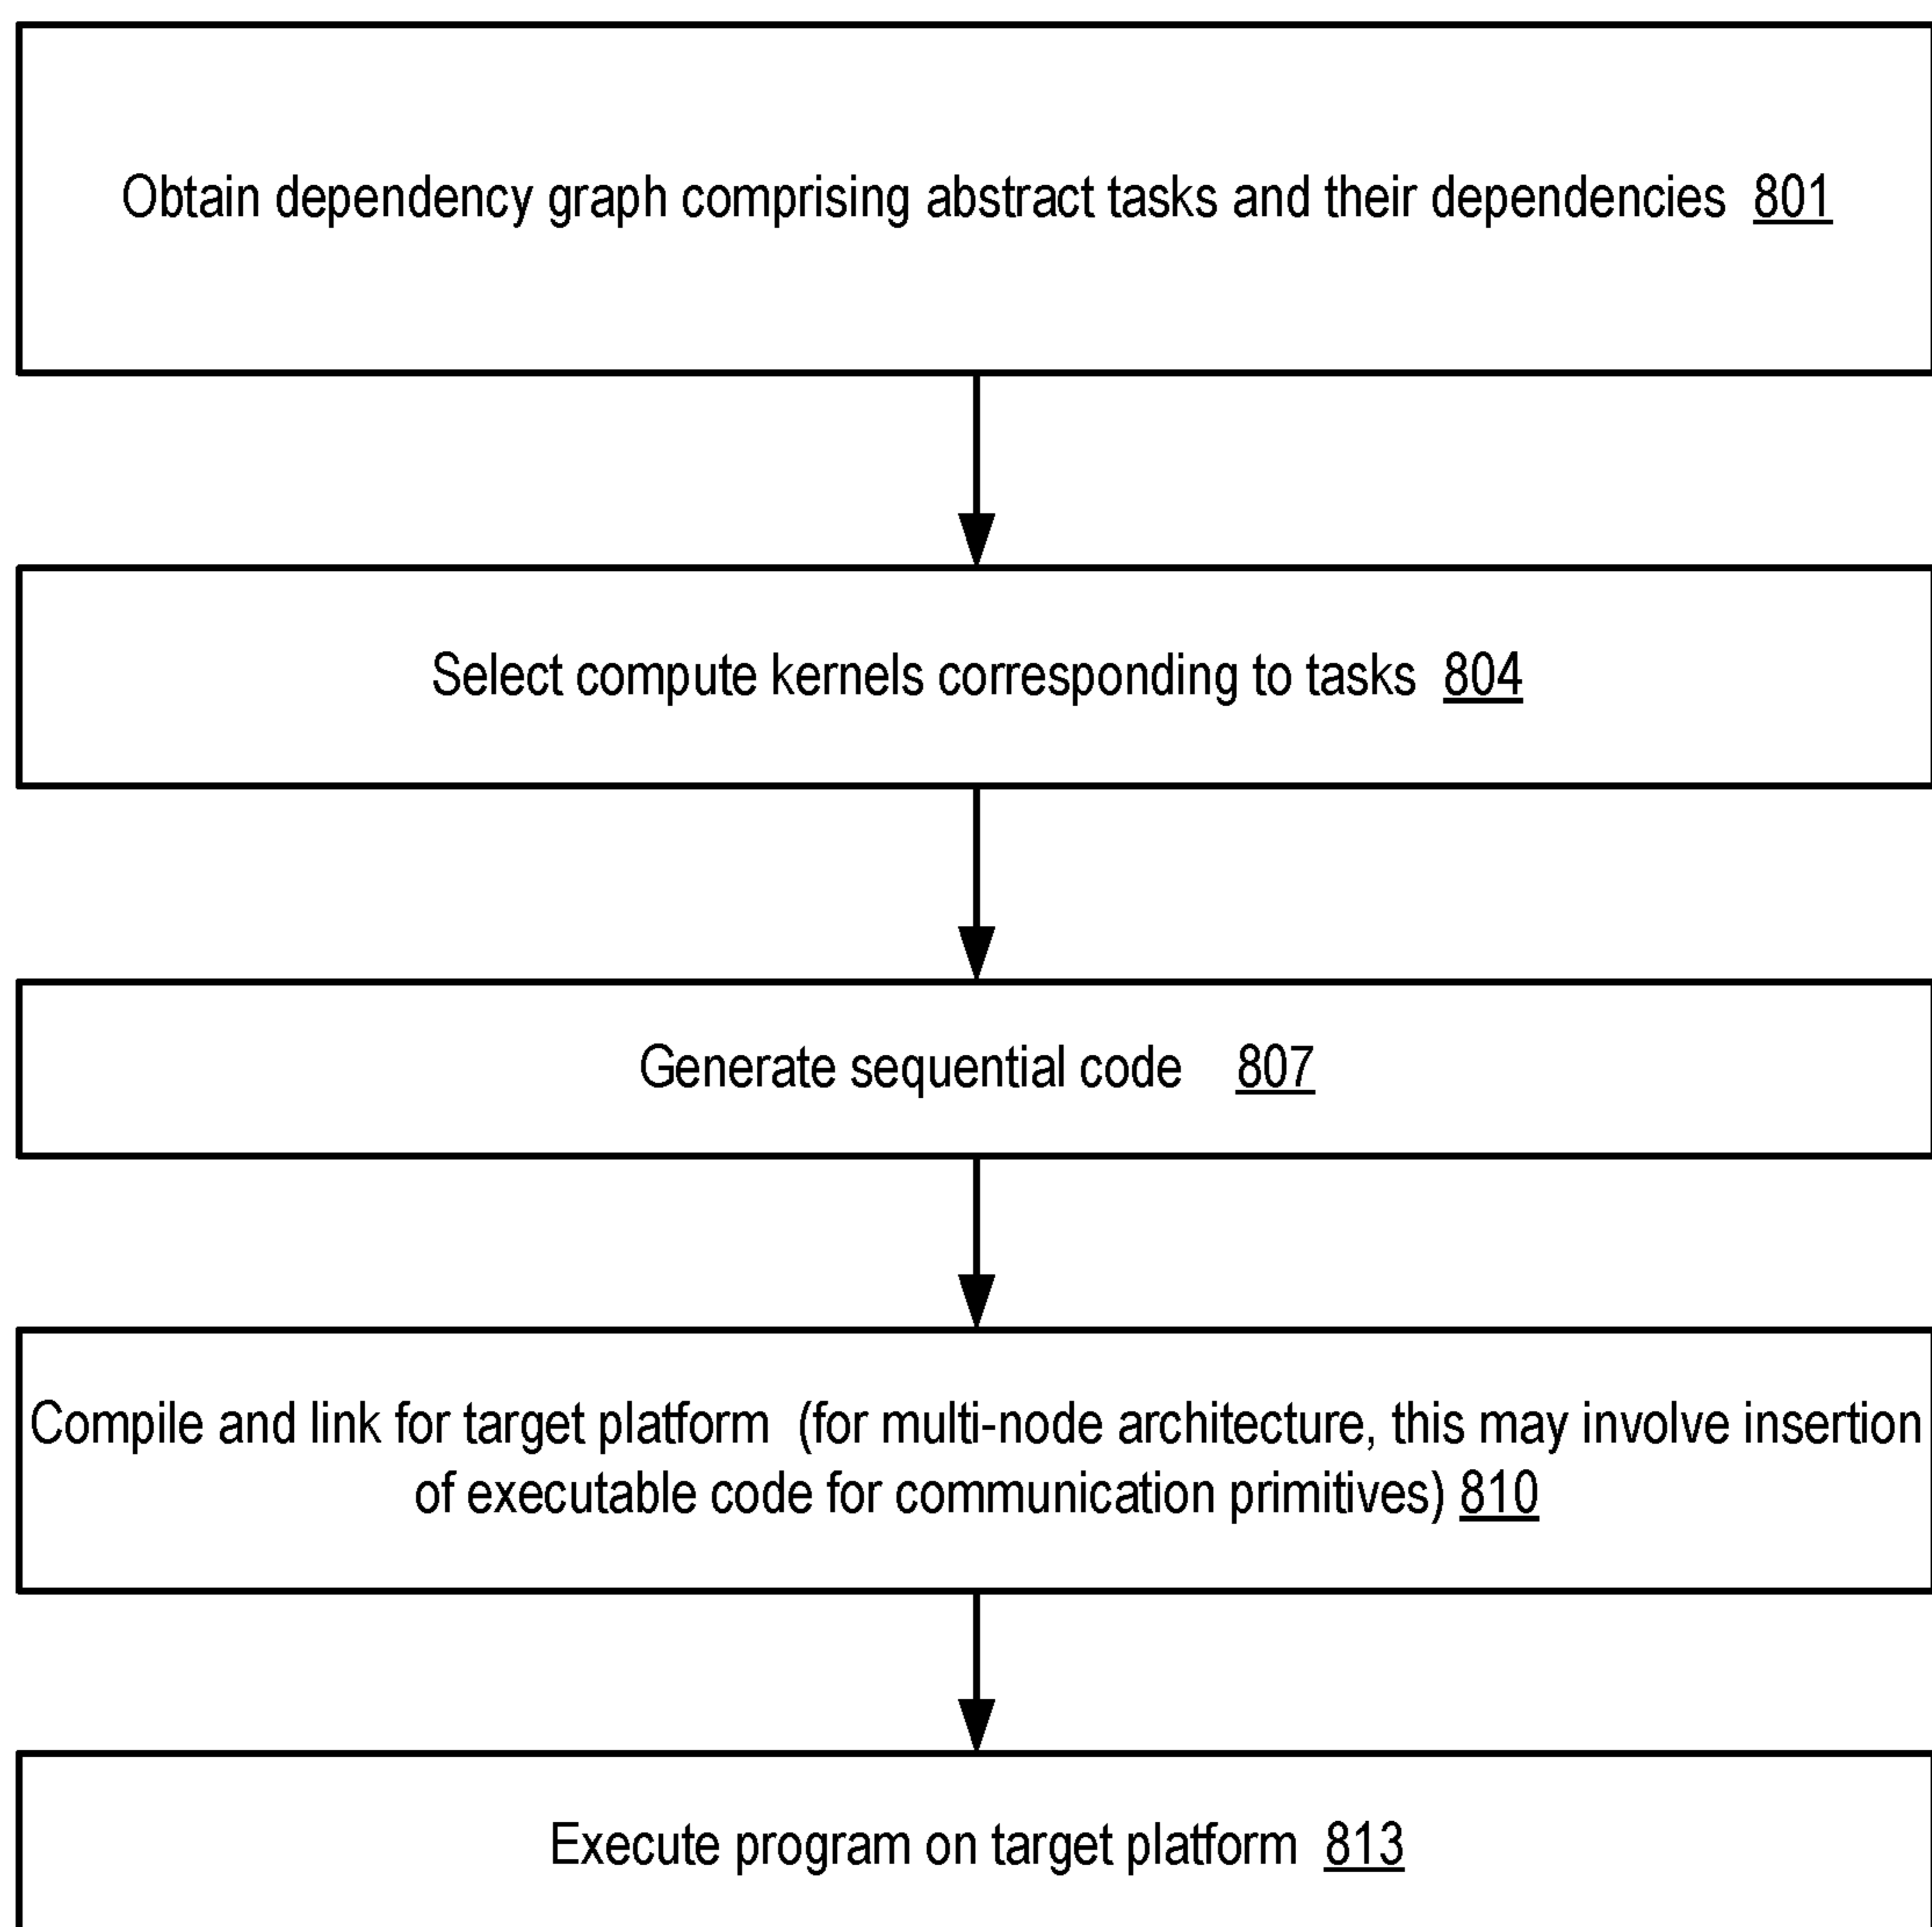 Obtain dependency graph comprising abstract tasks and their dependencies 801
Select compute kernels corresponding to tasks 804
Generate sequential code 807
Compile and link for target platform (for multi-node architecture, this may involve insertion
of executable code for communication primitives) 810
Execute program on target platform 813